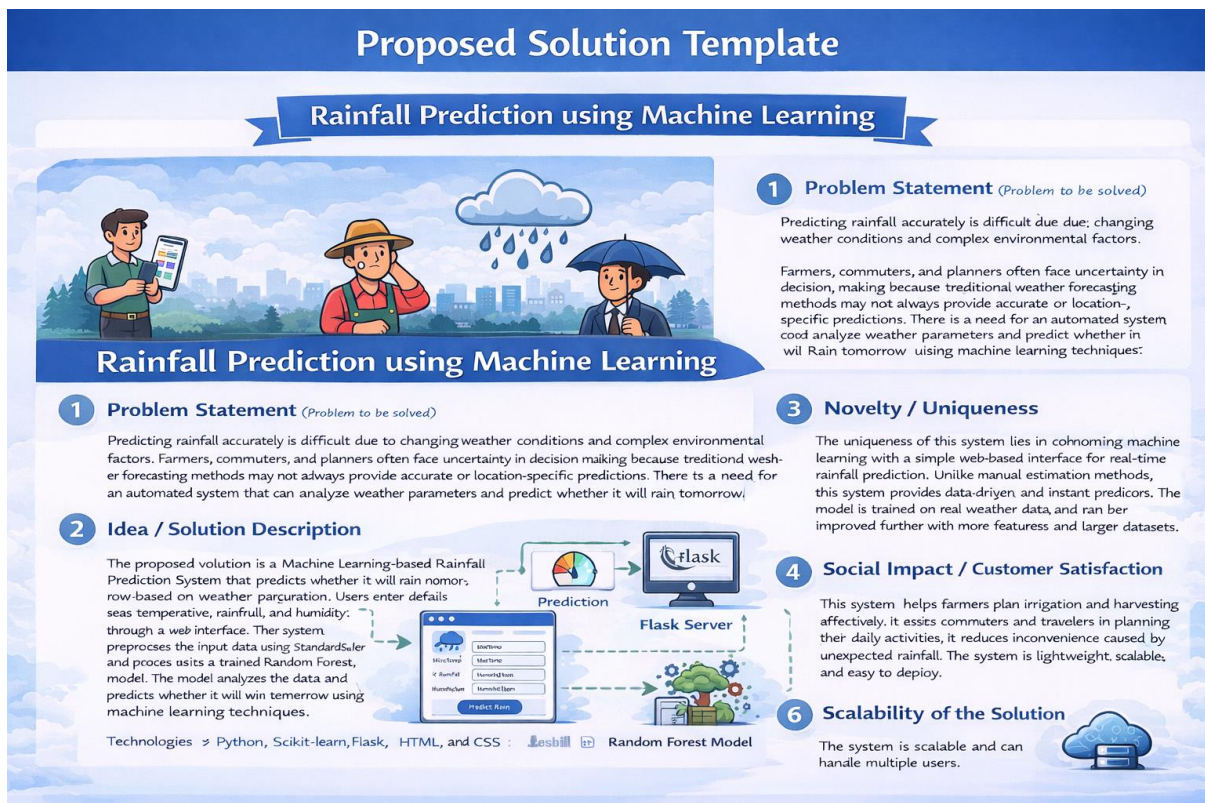 Proposed Solution Template
Rainfall Prediction using Machine Learning
Rainfall Prediction using Machine Learning
1 Problem Statement (Problem to be solved)
Predicting rainfall accurately is difficult due due; changing
weather conditions and complex environmental factors.
Farmers, commuters, and planners often face uncertainty in
decision, making because treditional weather forecasting
methods may not always provide accurate or location-,
specific predictions. There is a need for an automated system
cood analyze weather parameters and predict whether in
wil Rain tomorrow uising machine learning techniques:
1 Problem Statement (Problem to be solved)
Predicting rainfall accurately is difficult due to changing weather conditions and complex environmental
factors. Farmers, commuters, and planners often face uncertainty in decision maiking because treditiond wesh-
er forecasting methods may not adways provide accurate or location-specific predictions. There ts a need for
an automated system that can analyze weather parameters and predict whether it will rain tomorrow.
2 Idea / Solution Description
The proposed volution is a Machine Learning-based Rainfall
Prediction System that predicts whether it will rain nomor-,
row-based on weather parcuration. Users enter defails
seas temperative, rainfrull, and humidity:
through a web interface. Ther system
preprocses the input data using StandardSuler
and poces usits a trained Random Forest,
model. The model analyzes the data and
predicts whether it will win temerrow using
machine learning techniques.
Prediction
flask
Flask Server
Predict Rain
Technologies Python, Scikit-learn, Flask, HTML, and CSS :
Random Forest Model
3 Novelty / Uniqueness
The uniqueness of this system lies in cohnorning machine
learning with a simple web-based interface for real-time
rainfall prediction. Unilke manual estimation methods,
this system provides data-driven and instant predicors. The
model is trained on real weather data, and ran ber
improved further with more featuress and larger datasets.
4 Social Impact / Customer Satisfaction
This system helps farmers plan irrigation and harvesting
affectively. it essits commuters and travelers in planning
ther daily activities, it reduces inconvenience caused by
unexpected rainfall. The system is lightweight, scalable,
and easy to deploy.
6 Scalability of the Solution
The system is scalable and can
handle multiple users.